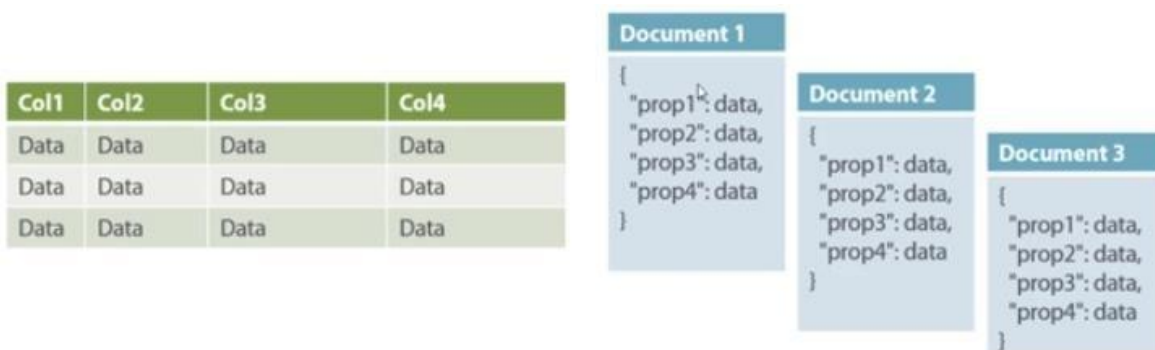 Col1 Col2 Col3 Col4
Data Data Data Data
Data Data Data Data
Data Data Data Data
Document 1
{
"prop1": data,
"prop2": data,
"prop3": data,
"prop4": data
}
Document 2
{
"prop1": data,
"prop2": data,
"prop3": data,
"prop4": data
}
Document 3
{
"prop1": data,
"prop2": data,
"prop3": data,
"prop4": data
}